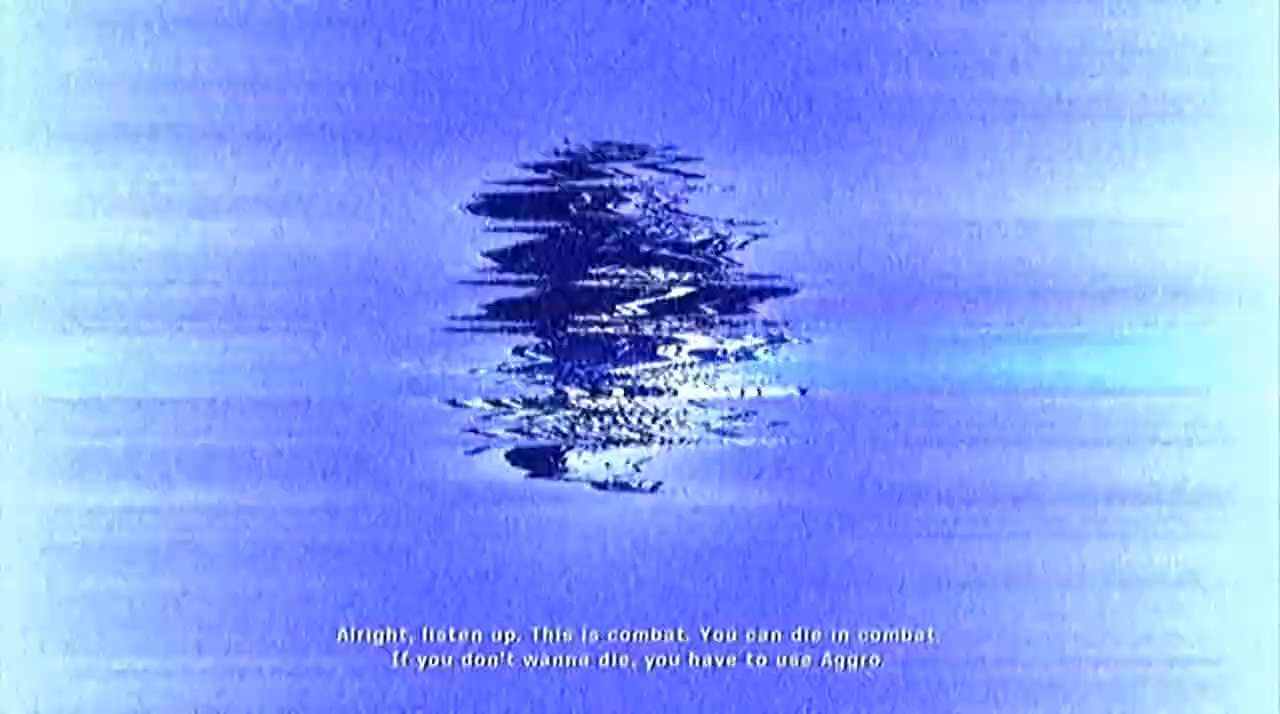 Alright, listen up. This is combat. You can die in combat.
If you don't wanna die, you have to use Aggro.